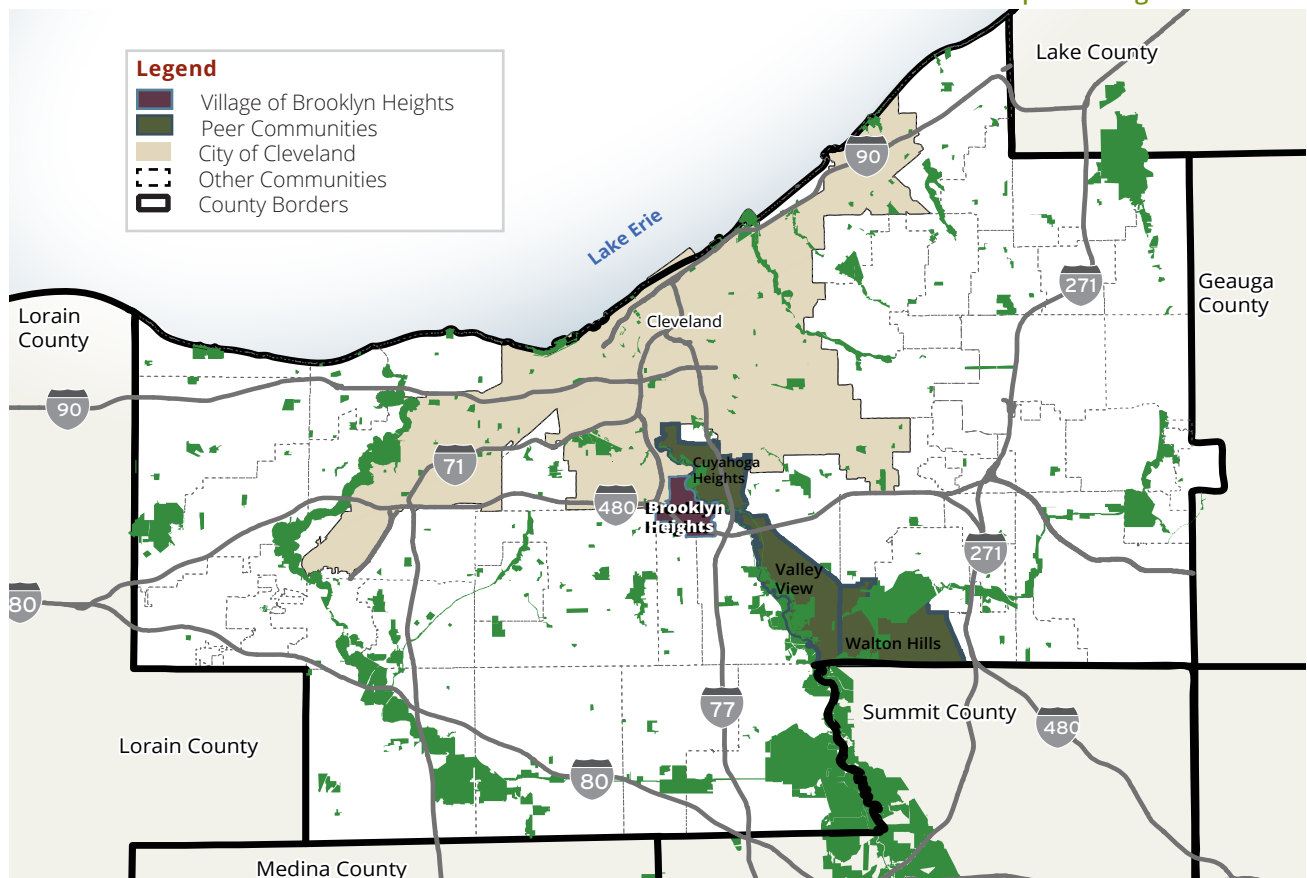 Lake County
Legend
Village of Brooklyn Heights
Peer Communities
City of Cleveland
Other Communities
County Borders
90
Lake Erie
271
Geauga
County
Lorain
County
Cleveland
90
71
Cuyahoga
Heights
480
Brooklyn
Heights
271
Valley
View
80
Walton Hills
77
Summit County
480
Lorain County
80
Medina County